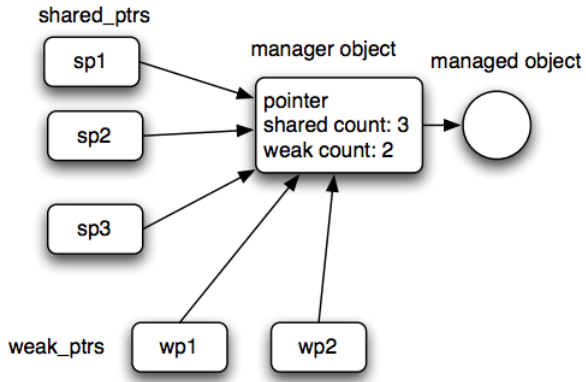 shared_ptrs
sp1
manager object
managed object
pointer
shared count: 3
weak count: 2
sp2
sp3
weak_ptrs
wp1
wp2